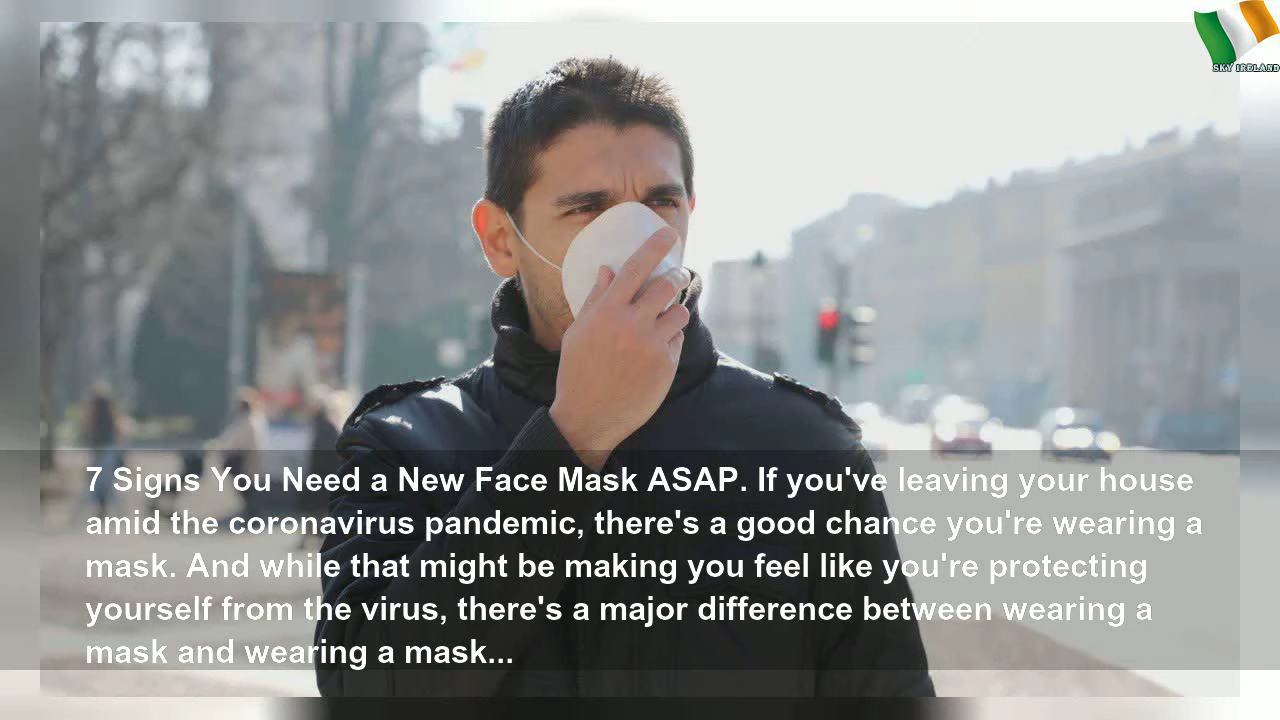 SKY IRELAND
7 Signs You Need a New Face Mask ASAP. If you've leaving your house
amid the coronavirus pandemic, there's a good chance you're wearing a
mask. And while that might be making you feel like you're protecting
yourself from the virus, there's a major difference between wearing a
mask and wearing a mask...